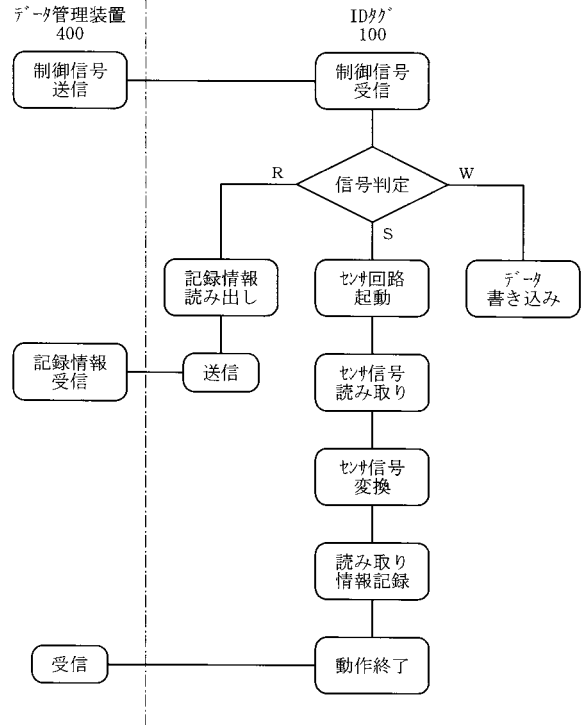 データ管理装置
400
IDタグ
100
制御信号
送信
制御信号
受信
信号判定
R
W
S
記録情報
読み出し
センサ回路
起動
データ
書き込み
記録情報
受信
送信
センサ信号
読み取り
センサ信号
変換
読み取り
情報記録
受信
動作終了